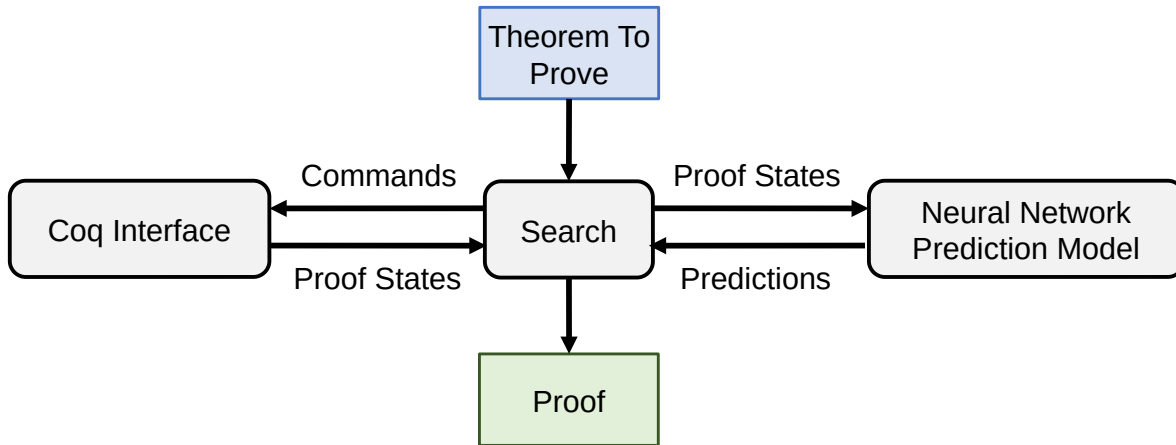 Theorem To
Prove
Commands
Proof States
Coq Interface
Search
Neural Network
Prediction Model
Proof States
Predictions
Proof